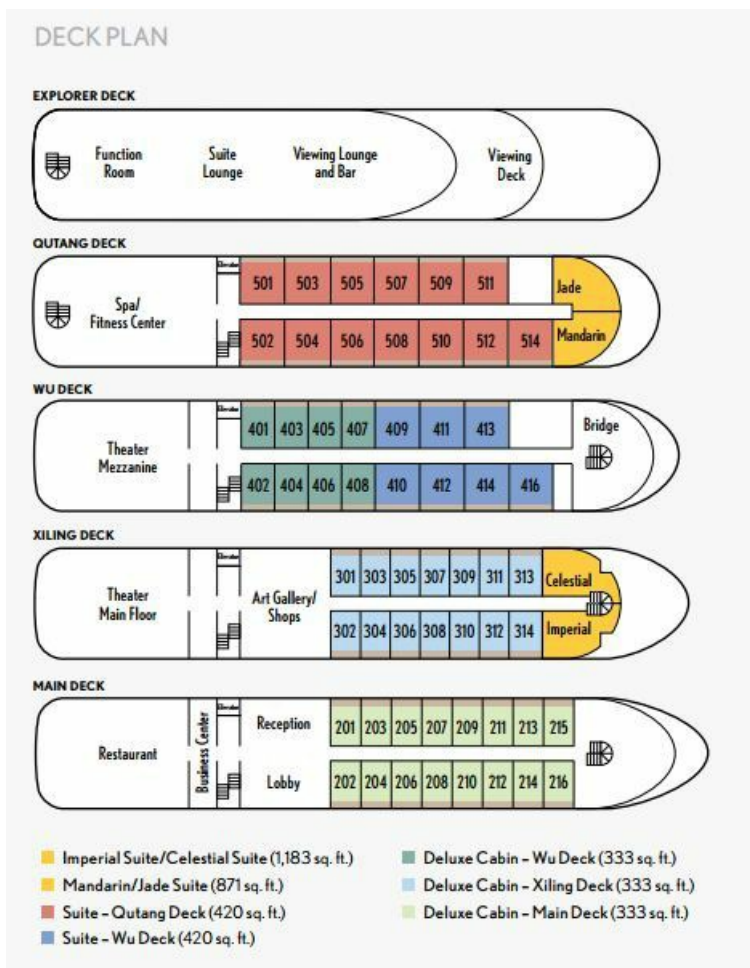 DECK PLAN
EXPLORER DECK
Function
Room
Suite
Lounge
Viewing Lounge
and Bar
Viewing
Deck
QUTANG DECK
Elevator
501 503 505 507 509 511
Jade
Spa/
Fitness Center
502 504 506 508 510 512 514
Mandarin
WU DECK
Elevator
401 403 405 407 409 411 413
Bridge
Theater
Mezzanine
402 404 406 408 410 412 414 416
XILING DECK
Elevator
301 303 305 307 309 311 313
Celestial
Theater
Main Floor
Art Gallery/
Shops
302 304 306 308 310 312 314
Imperial
MAIN DECK
Elevator
Reception
201 203 205 207 209 211 213 215
Restaurant
Business Center
Lobby
202 204 206 208 210 212 214 216
Imperial Suite/Celestial Suite (1,183 sq. ft.)
Mandarin/Jade Suite (871 sq. ft.)
Suite – Qutang Deck (420 sq. ft.)
Suite – Wu Deck (420 sq. ft.)
Deluxe Cabin – Wu Deck (333 sq. ft.)
Deluxe Cabin – Xiling Deck (333 sq. ft.)
Deluxe Cabin – Main Deck (333 sq. ft.)